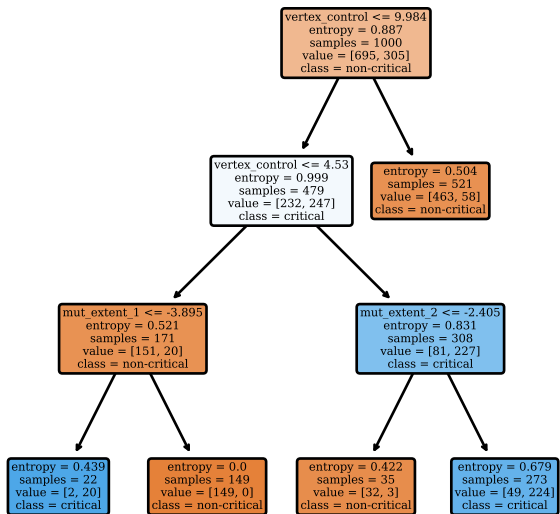 vertex_control <= 9.984
entropy = 0.887
samples = 1000
value = [695, 305]
class = non-critical
vertex_control <= 4.53
entropy = 0.999
samples = 479
value = [232, 247]
class = critical
entropy = 0.504
samples = 521
value = [463, 58]
class = non-critical
mut_extent_1 <= -3.895
entropy = 0.521
samples = 171
value = [151, 20]
class = non-critical
mut_extent_2 <= -2.405
entropy = 0.831
samples = 308
value = [81, 227]
class = critical
entropy = 0.439
samples = 22
value = [2, 20]
class = critical
entropy = 0.0
samples = 149
value = [149, 0]
class = non-critical
entropy = 0.422
samples = 35
value = [32, 3]
class = non-critical
entropy = 0.679
samples = 273
value = [49, 224]
class = critical